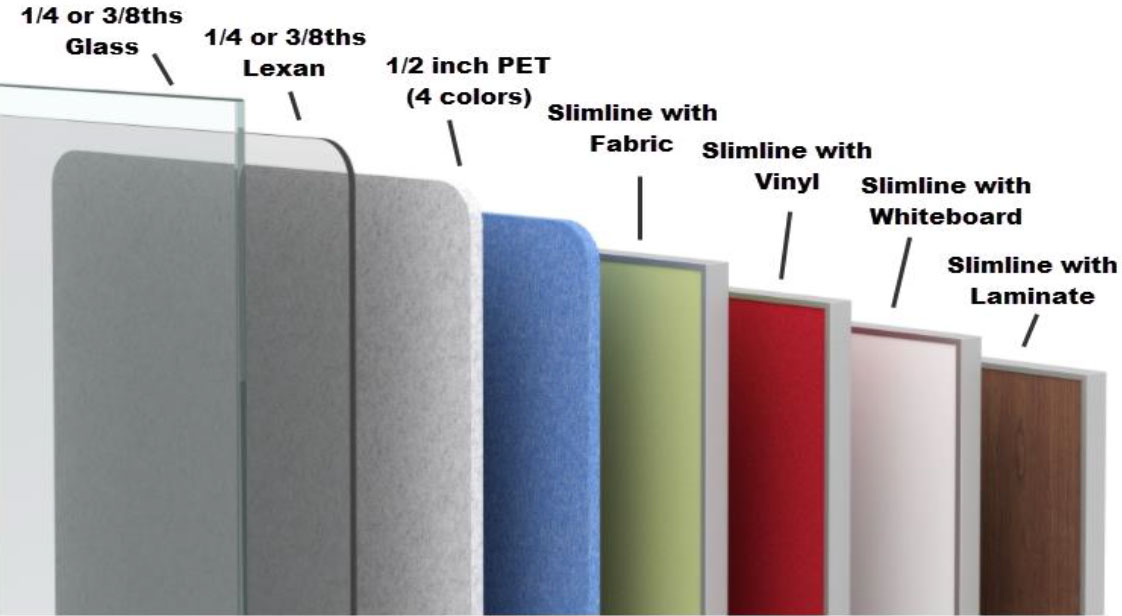 1/4 or 3/8ths
Glass
1/4 or 3/8ths
Lexan
1/2 inch PET
(4 colors)
Slimline with
Fabric
Slimline with
Vinyl
Slimline with
Whiteboard
Slimline with
Laminate